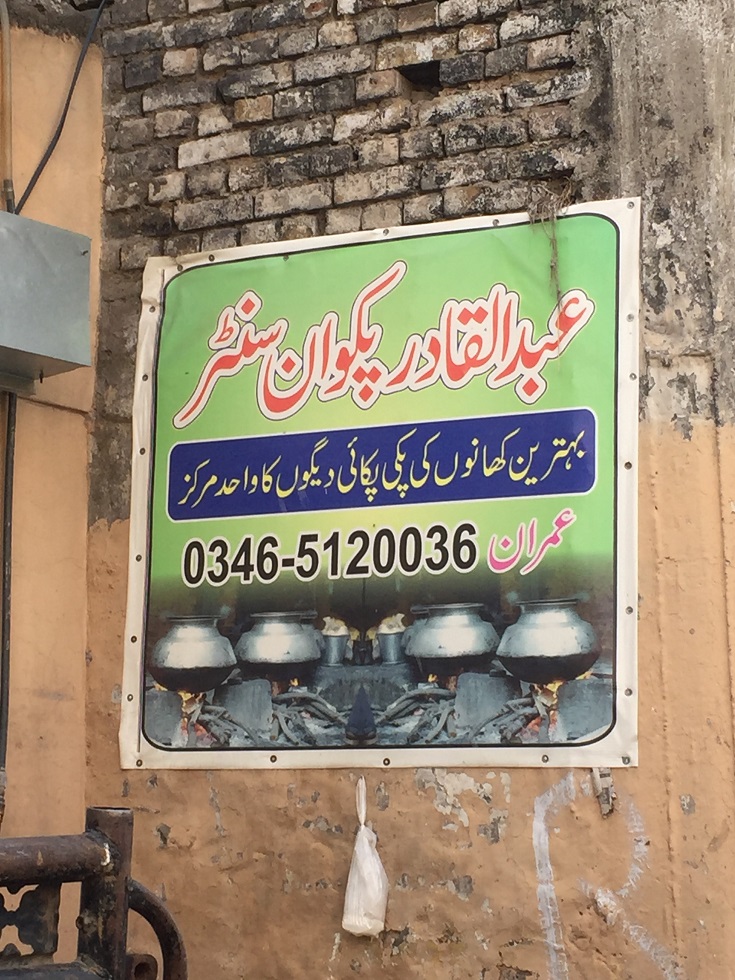 عبدالقادر پکوان سنٹر
بہترین کھانوں کی پکی پکائی دیگوں کا واحد مرکز
عمران 0346-5120036